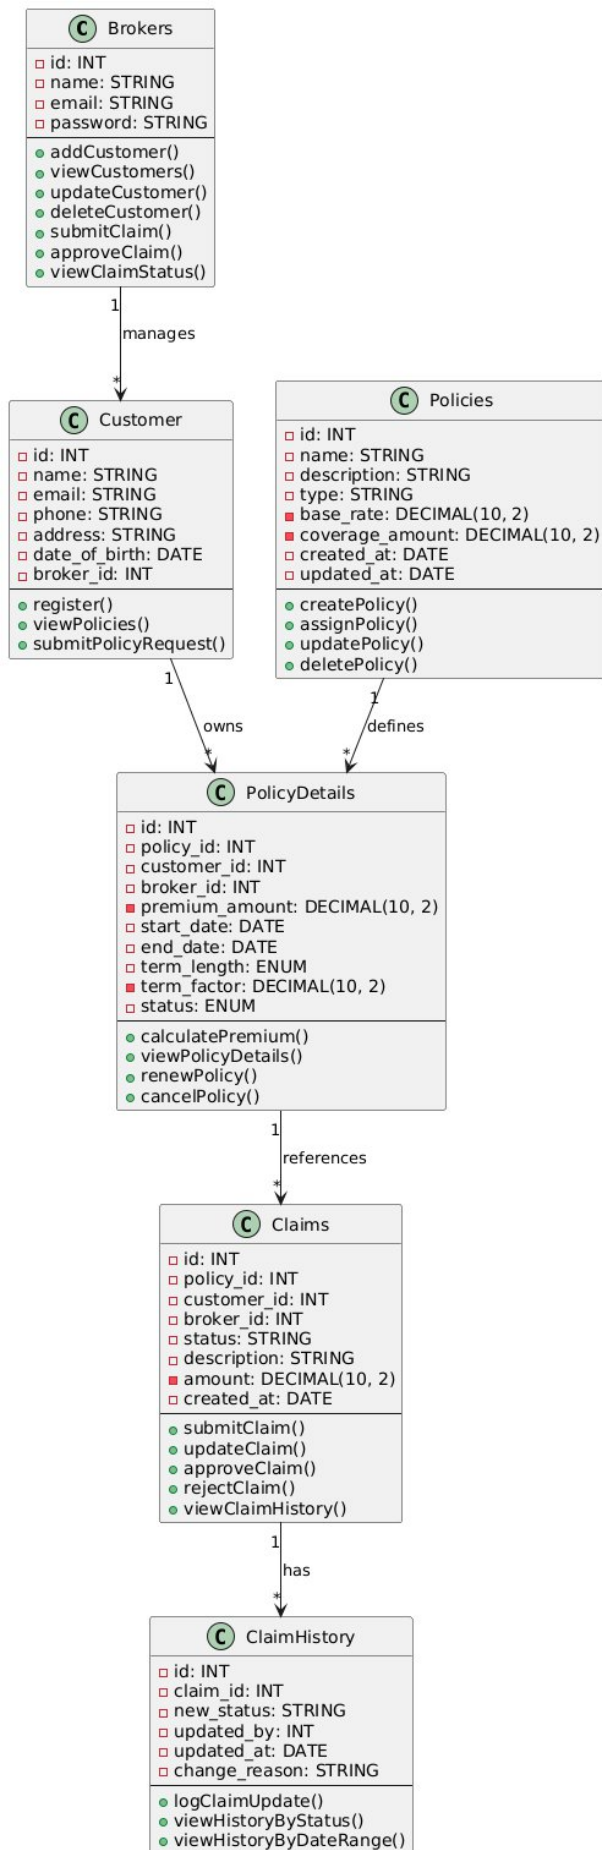 C Brokers
id: INT
name: STRING
email: STRING
password: STRING
addCustomer()
viewCustomers()
updateCustomer()
deleteCustomer()
submitClaim()
approveClaim()
viewClaimStatus()
1
manages
*
C Customer
id: INT
name: STRING
email: STRING
phone: STRING
address: STRING
date_of_birth: DATE
broker_id: INT
register()
viewPolicies()
submitPolicyRequest()
C Policies
id: INT
name: STRING
description: STRING
type: STRING
base_rate: DECIMAL(10, 2)
coverage_amount: DECIMAL(10, 2)
created_at: DATE
updated_at: DATE
createPolicy()
assignPolicy()
updatePolicy()
deletePolicy()
1
owns
*
1
defines
*
C PolicyDetails
id: INT
policy_id: INT
customer_id: INT
broker_id: INT
premium_amount: DECIMAL(10, 2)
start_date: DATE
end_date: DATE
term_length: ENUM
term_factor: DECIMAL(10, 2)
status: ENUM
calculatePremium()
viewPolicyDetails()
renewPolicy()
cancelPolicy()
1
references
*
C Claims
id: INT
policy_id: INT
customer_id: INT
broker_id: INT
status: STRING
description: STRING
amount: DECIMAL(10, 2)
created_at: DATE
submitClaim()
updateClaim()
approveClaim()
rejectClaim()
viewClaimHistory()
1
has
*
C ClaimHistory
id: INT
claim_id: INT
new_status: STRING
updated_by: INT
updated_at: DATE
change_reason: STRING
logClaimUpdate()
viewHistoryByStatus()
viewHistoryByDateRange()